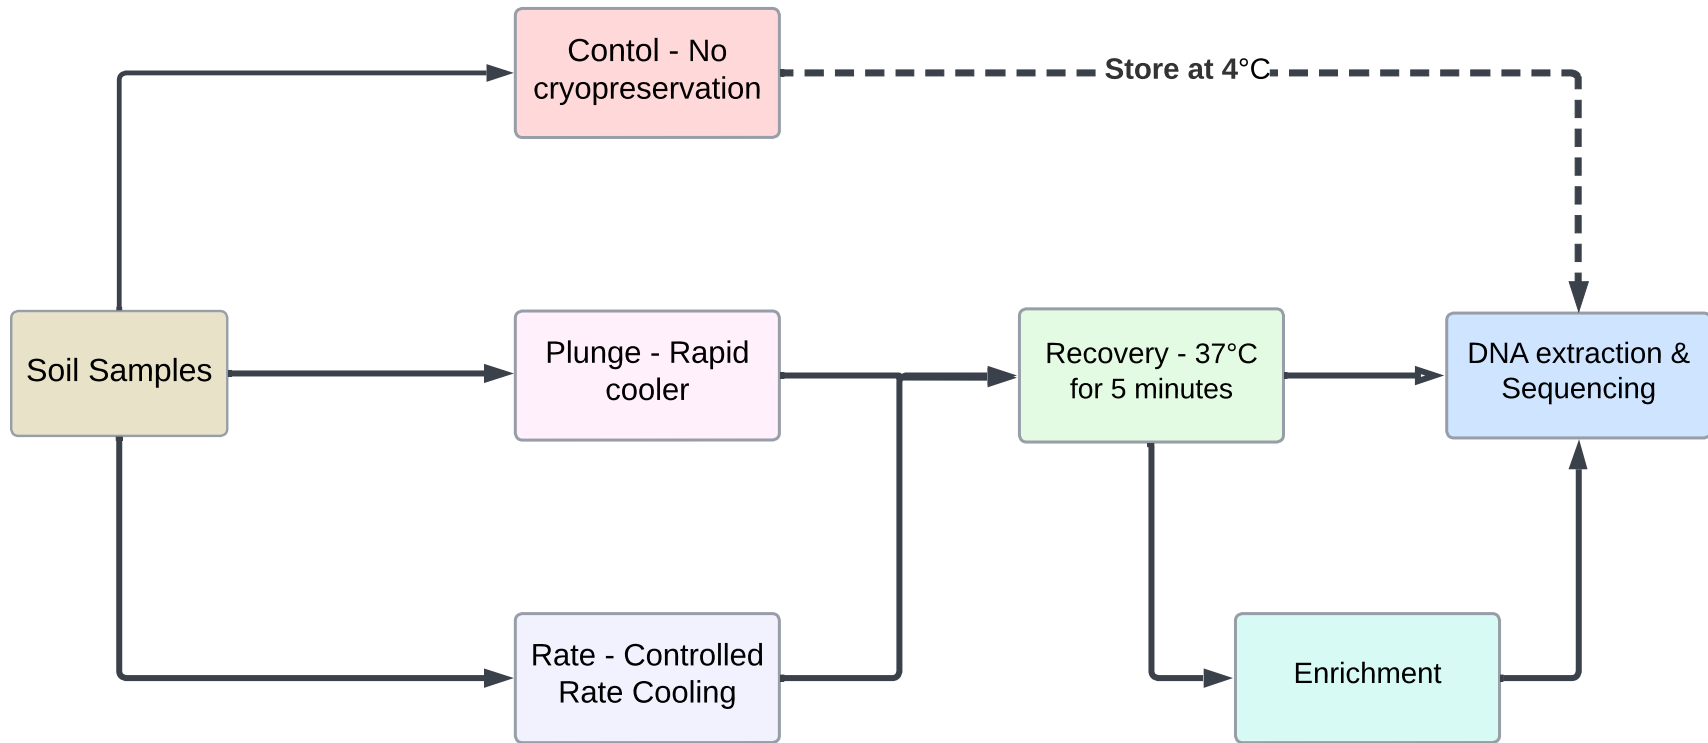 Contol - No
cryopreservation
Store at 4°C
Soil Samples
Plunge - Rapid
cooler
Recovery - 37°C
for 5 minutes
DNA extraction &
Sequencing
Rate - Controlled
Rate Cooling
Enrichment